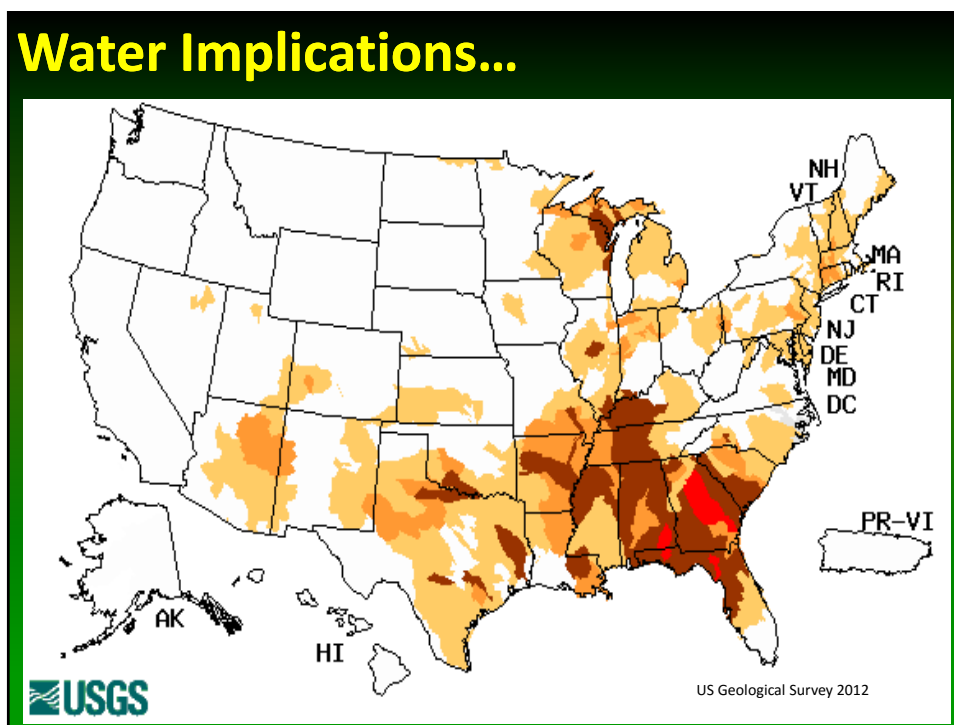 Water Implications...
NH
VT
MA
RI
CT
NJ
DE
MD
DC
PR-VI
AK
HI
USGS
US Geological Survey 2012